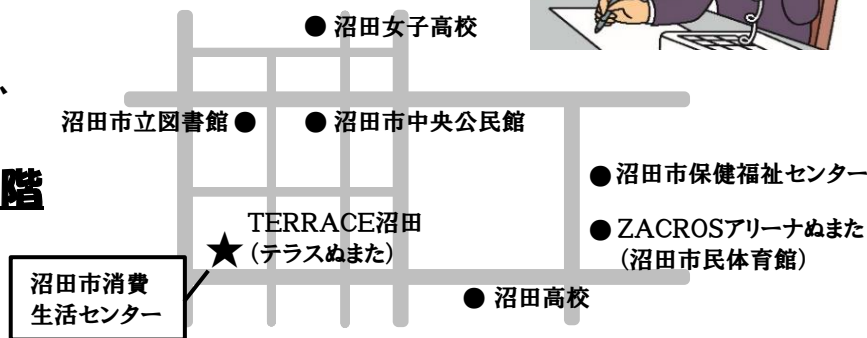 沼田女子高校
、
沼田市立図書館
沼田市中央公民館
階
沼田市保健福祉センター
TERRACE沼田
(テラスぬまた)
ZACROSアリーナぬまた
(沼田市民体育館)
沼田市消費
生活センター
沼田高校